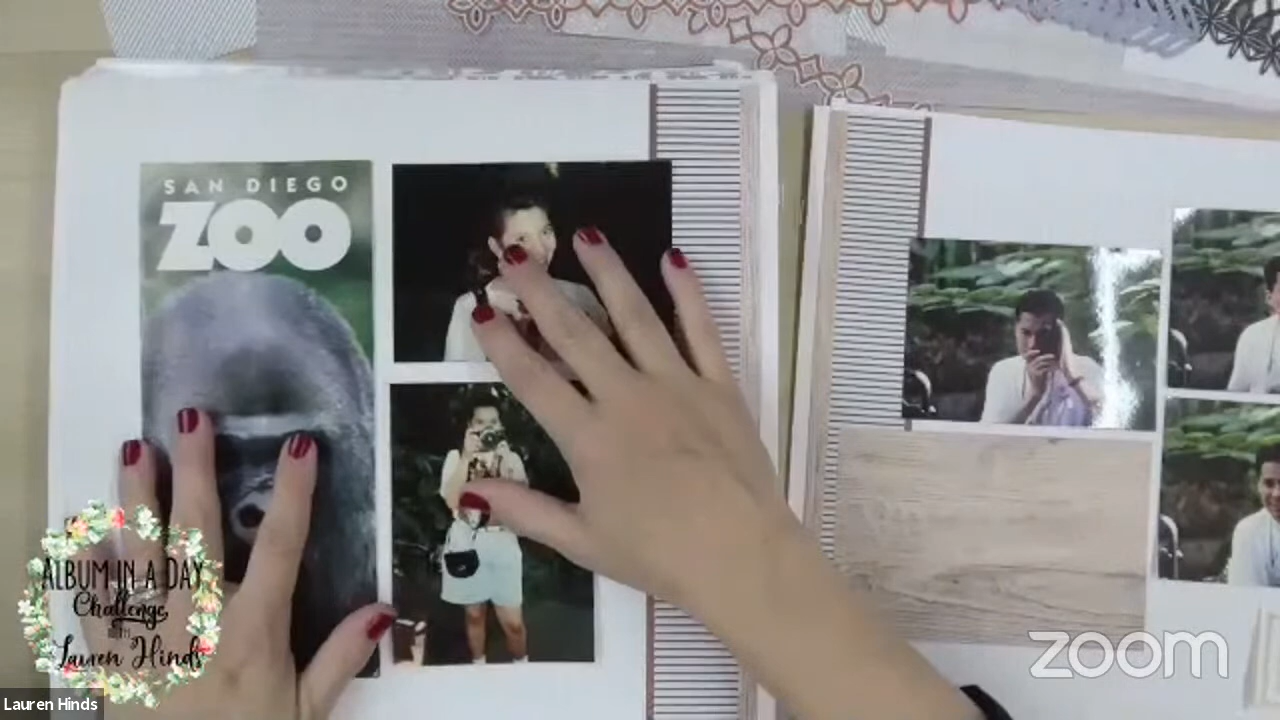 SAN DIEGO
ZOO
ALBUM IN A DAY
Challenge
WITH
Lauren Hinds
Lauren Hinds
zoom